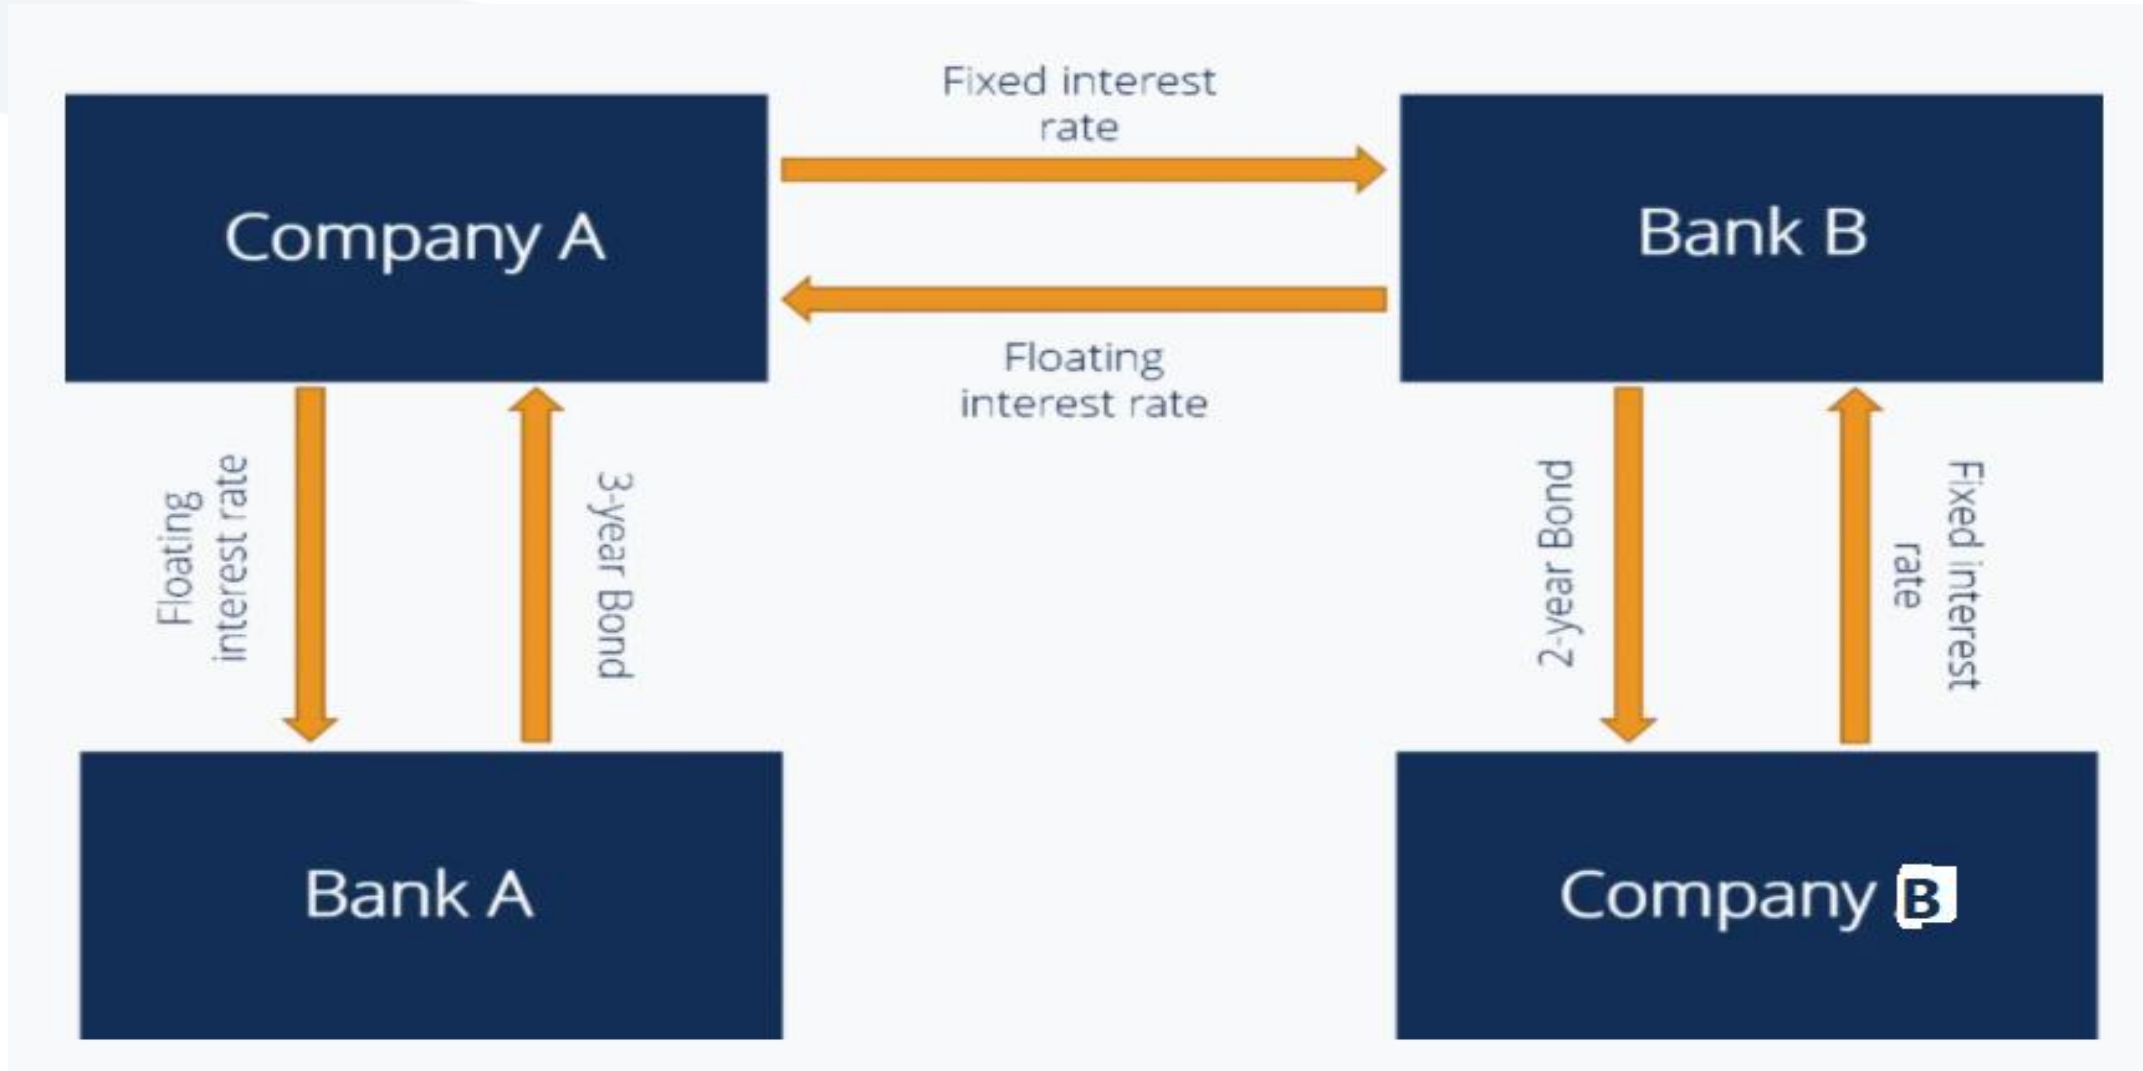 Fixed interest
rate
Company A
Bank B
Floating
interest rate
Floating
interest rate
3-year Bond
2-year Bond
Fixed interest
rate
Bank A
Company B